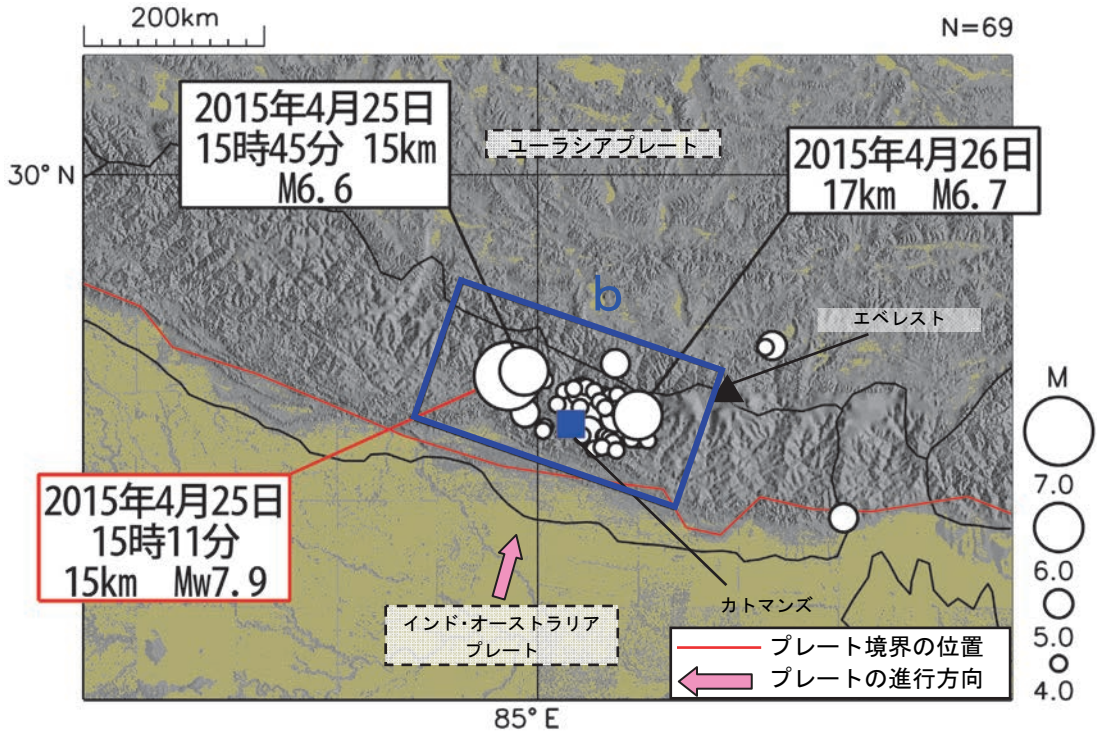 200km
N=69
2015年4月25日
15時45分 15km
M6.6
ユーラシアプレート
2015年4月26日
17km M6.7
30°N
b
エベレスト
M
7.0
6.0
5.0
4.0
2015年4月25日
15時11分
15km Mw7.9
カトマンズ
インド・オーストラリア
プレート
プレート境界の位置
プレートの進行方向
85°E